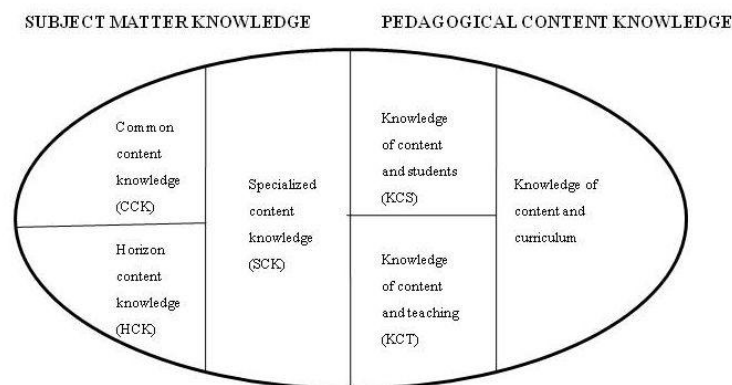 SUBJECT MATTER KNOWLEDGE
PEDAGOGICAL CONTENT KNOWLEDGE
Common
content
knowledge
(CCK)
Horizon
content
knowledge
(HCK)
Specialized
content
knowledge
(SCK)
Knowledge
of content
and students
(KCS)
Knowledge
of content
and teaching
(KCT)
Knowledge of
content and
curriculum